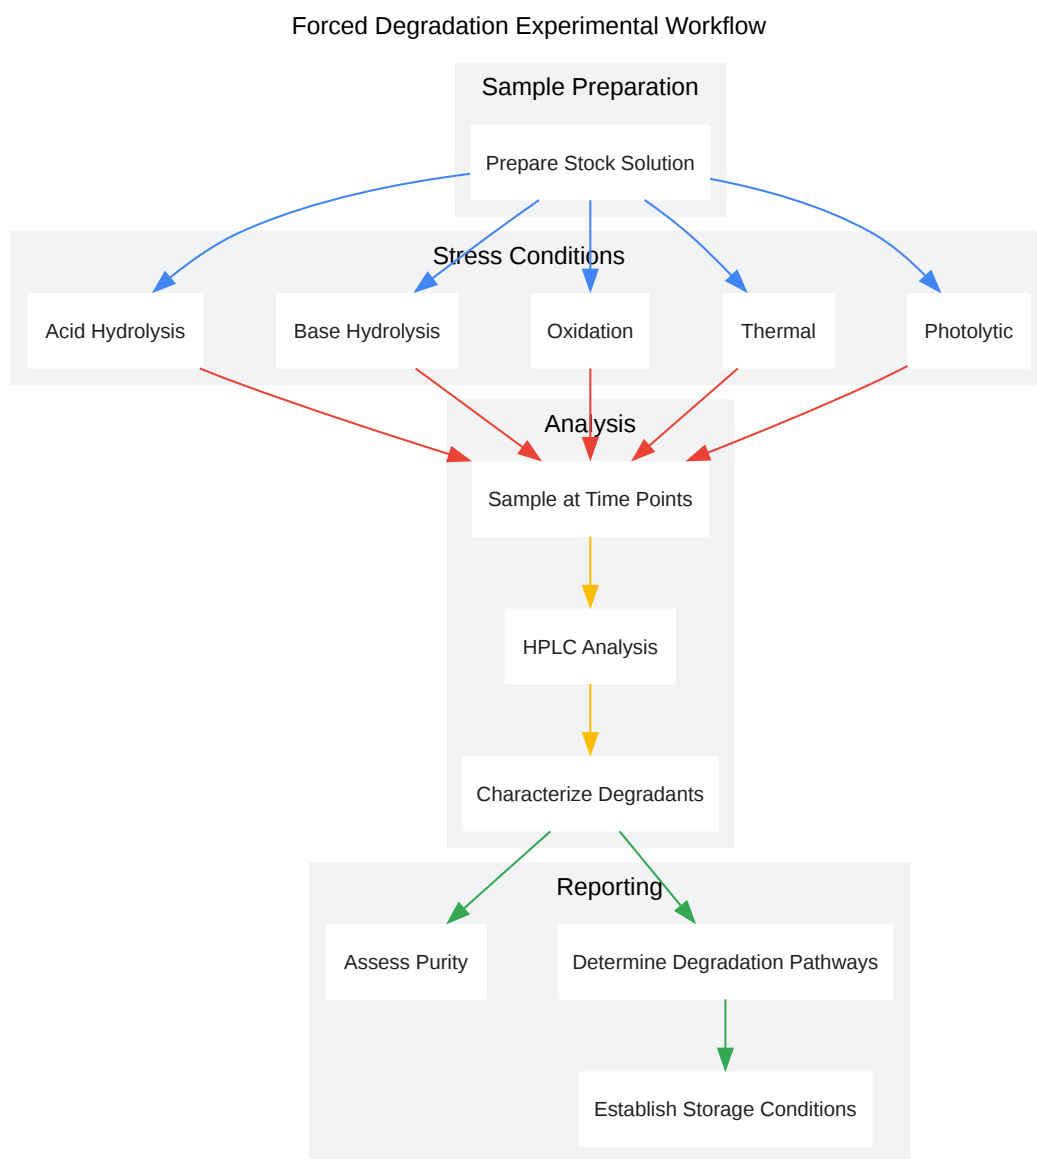 Forced Degradation Experimental Workflow
Sample Preparation
Prepare Stock Solution
Stress Conditions
Acid Hydrolysis
Base Hydrolysis
Oxidation
Thermal
Photolytic
Analysis
Sample at Time Points
HPLC Analysis
Characterize Degradants
Reporting
Assess Purity
Determine Degradation Pathways
Establish Storage Conditions